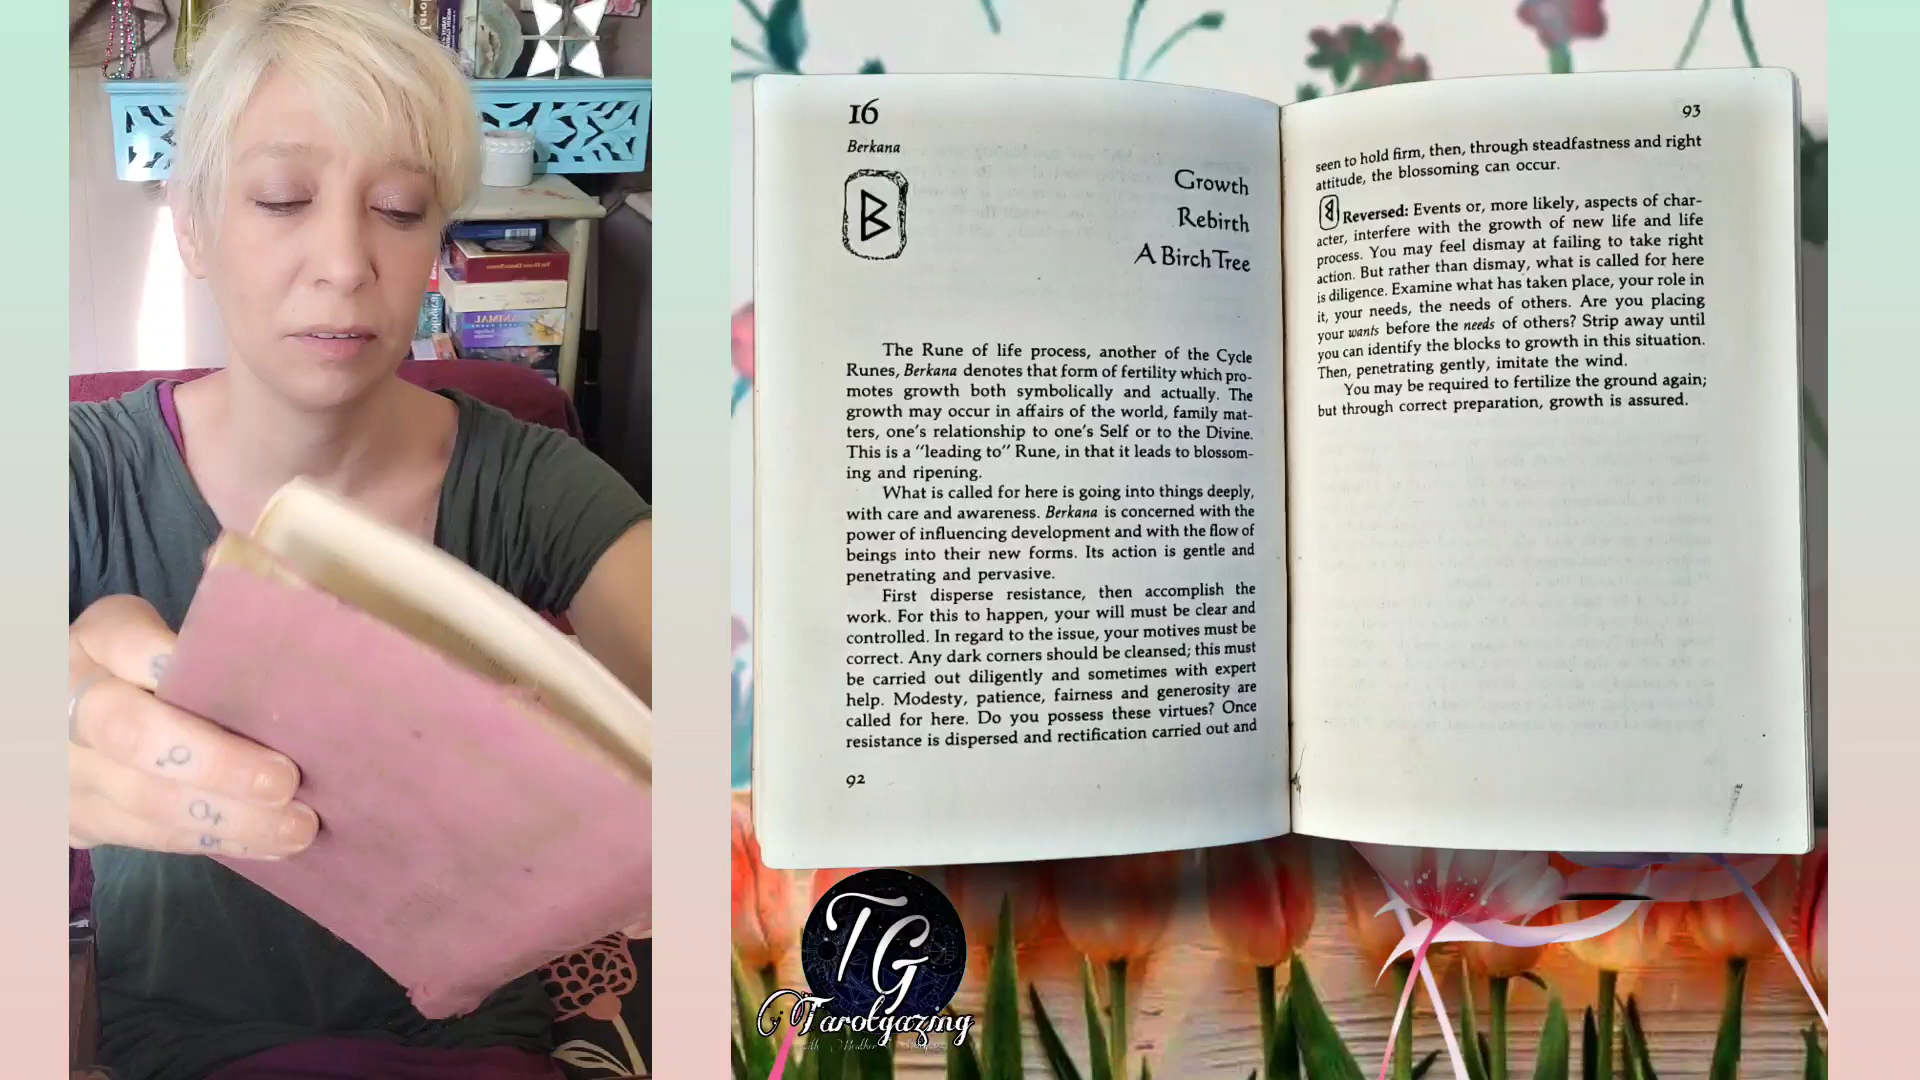 16
Berkana
Growth
Rebirth
A Birch Tree
The Rune of life process, another of the Cycle
Runes, Berkana denotes that form of fertility which pro-
motes growth both symbolically and actually. The
growth may occur in affairs of the world, family mat-
ters, one's relationship to one's Self or to the Divine.
This is a "leading to" Rune, in that it leads to blossom-
ing and ripening.
What is called for here is going into things deeply,
with care and awareness. Berkana is concerned with the
power of influencing development and with the flow of
beings into their new forms. Its action is gentle and
penetrating and pervasive.
First disperse resistance, then accomplish the
work. For this to happen, your will must be clear and
controlled. In regard to the issue, your motives must be
correct. Any dark corners should be cleansed; this must
be carried out diligently and sometimes with expert
help. Modesty, patience, fairness and generosity are
called for here. Do you possess these virtues? Once
resistance is dispersed and rectification carried out and
92
93
seen to hold firm, then, through steadfastness and right
attitude, the blossoming can occur.
Reversed: Events or, more likely, aspects of char-
acter, interfere with the growth of new life and life
process. You may feel dismay at failing to take right
action. But rather than dismay, what is called for here
is diligence. Examine what has taken place, your role in
it, your needs, the needs of others. Are you placing
your wants before the needs of others? Strip away until
you can identify the blocks to growth in this situation.
Then, penetrating gently, imitate the wind.
You may be required to fertilize the ground again;
but through correct preparation, growth is assured.
TG
Tarotgazing
with Heather
ANIMAL